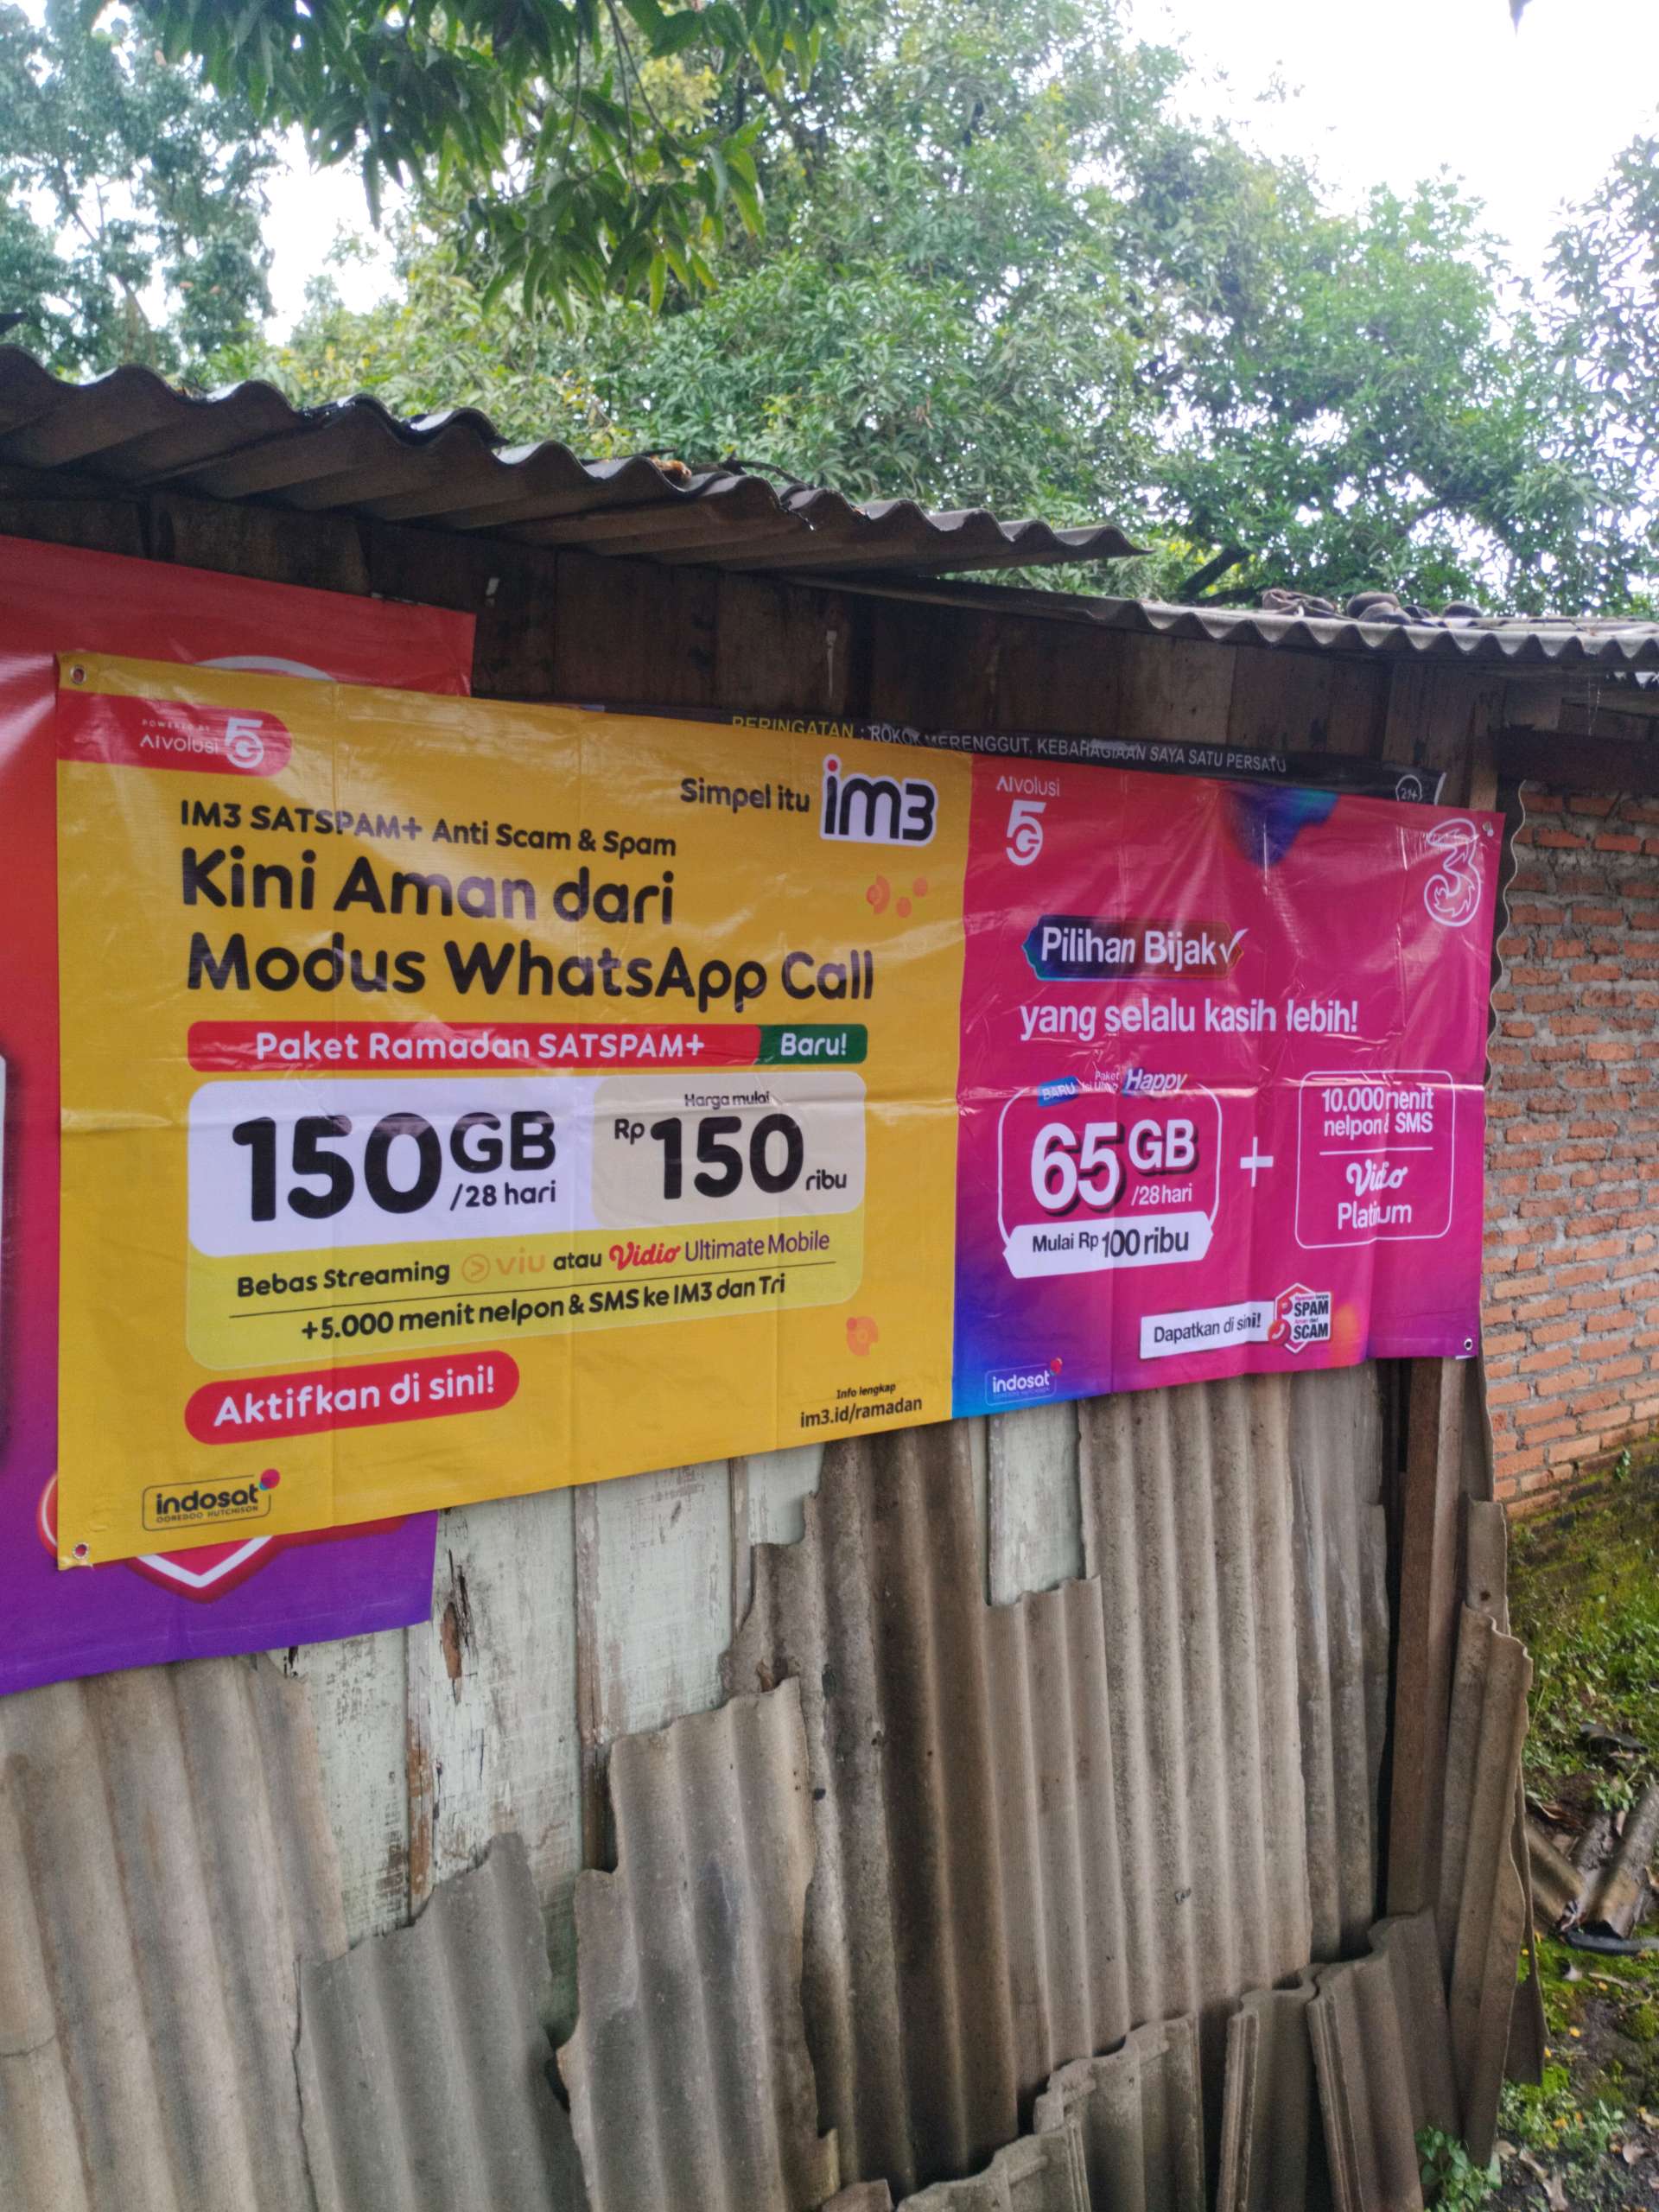 PERINGATAN : ROKOK MERENGGUT, KEBAHAGIAAN SAYA SATU PERSATU
POWERED BY
AIvolusi 5G
Simpel itu im3
IM3 SATSPAM+ Anti Scam & Spam
Kini Aman dari
Modus WhatsApp Call
Paket Ramadan SATSPAM+ Baru!
150GB
/28 hari
Harga mulai
Rp150 ribu
Bebas Streaming viu atau Vidio Ultimate Mobile
+5.000 menit nelpon & SMS ke IM3 dan Tri
Aktifkan di sini!
Info lengkap
im3.id/ramadan
indosat
OOREDOO HUTCHISON
AIvolusi
5G
3
Pilihan Bijak
yang selalu kasih lebih!
BARU Paket Happy
65GB
/28 hari
Mulai Rp100 ribu
+
10.000 menit
nelpon & SMS
Vidio
Platinum
Dapatkan di sini!
SPAM
SCAM
indosat